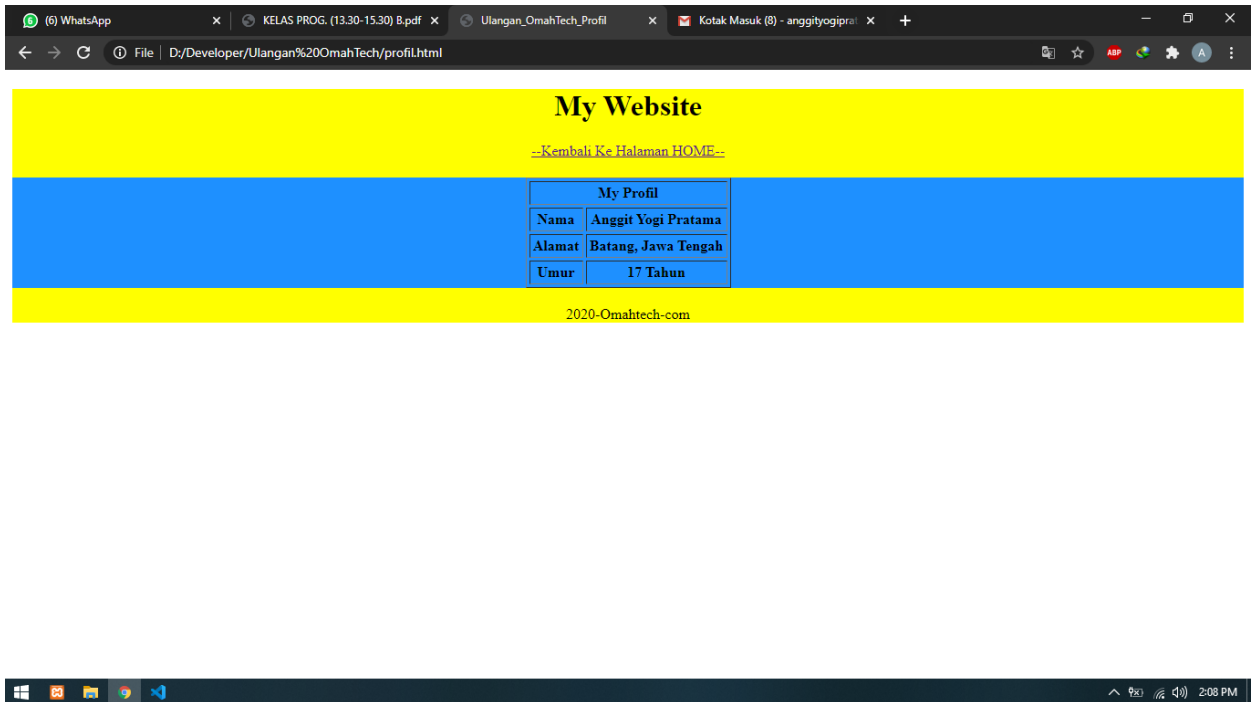 (6) WhatsApp
KELAS PROG. (13.30-15.30) B.pdf
Ulangan_OmahTech_Profil
Kotak Masuk (8) - anggityogiprat
File
D:/Developer/Ulangan%20OmahTech/profil.html
ABP
A
My Website
--Kembali Ke Halaman HOME--
My Profil
Nama Anggit Yogi Pratama
Alamat Batang, Jawa Tengah
Umur 17 Tahun
2020-Omahtech-com
2:08 PM